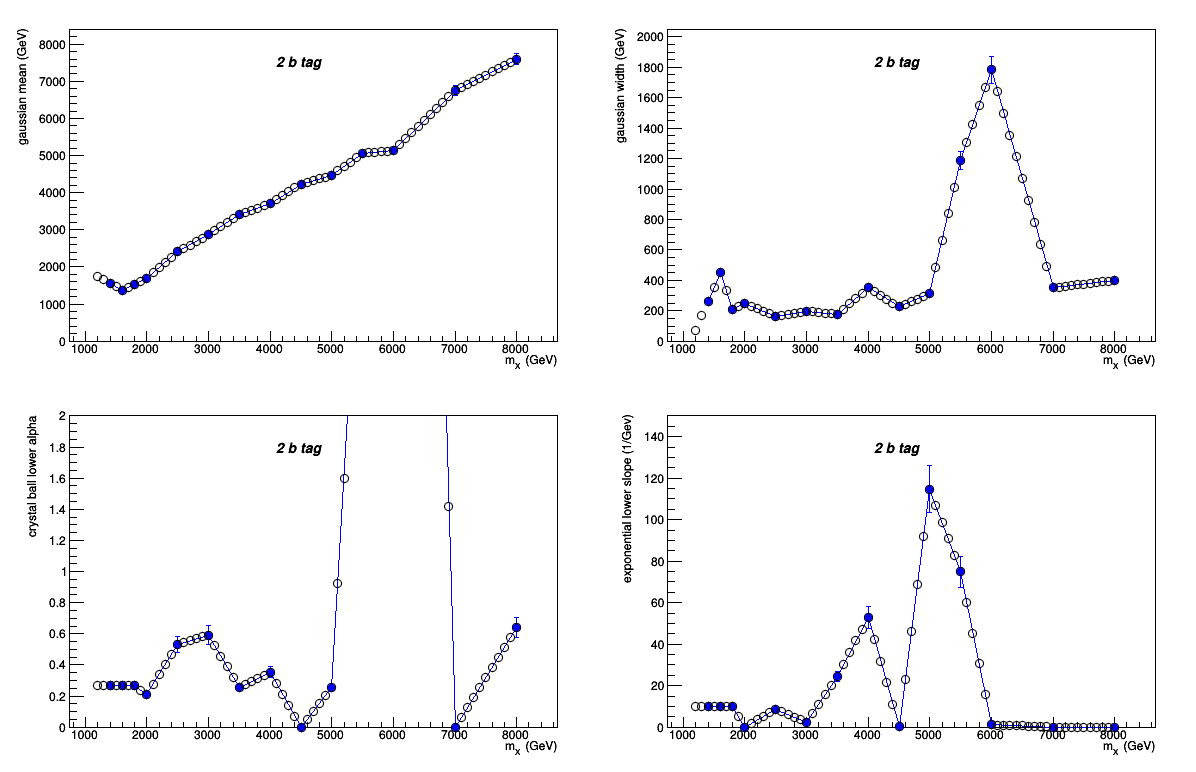 gaussian mean (GeV)
2 b tag
8000
7000
6000
5000
4000
3000
2000
1000
0
1000 2000 3000 4000 5000 6000 7000 8000
m_x (GeV)
gaussian width (GeV)
2 b tag
2000
1800
1600
1400
1200
1000
800
600
400
200
0
1000 2000 3000 4000 5000 6000 7000 8000
m_x (GeV)
crystal ball lower alpha
2 b tag
2
1.8
1.6
1.4
1.2
1
0.8
0.6
0.4
0.2
0
1000 2000 3000 4000 5000 6000 7000 8000
m_x (GeV)
exponential lower slope (1/Gev)
2 b tag
140
120
100
80
60
40
20
0
1000 2000 3000 4000 5000 6000 7000 8000
m_x (GeV)